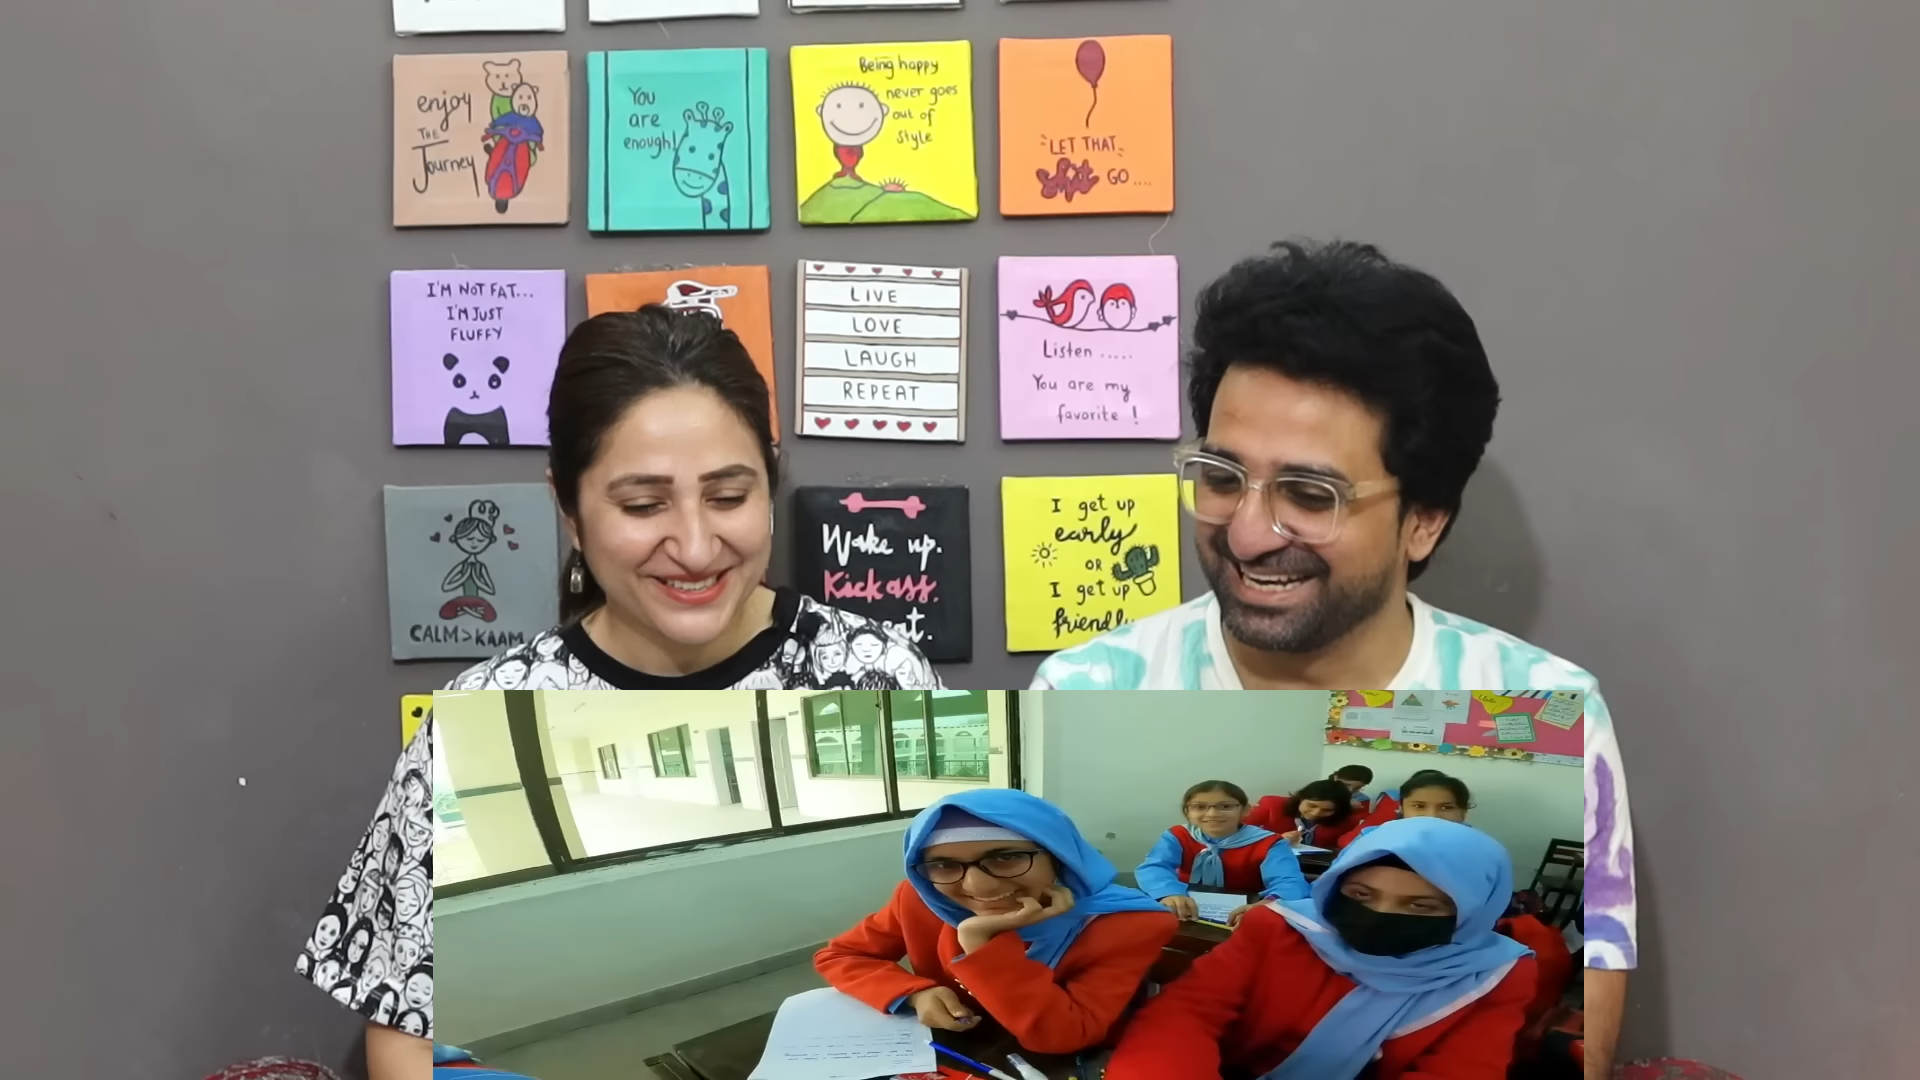 enjoy
THE
Journey
You
are
enough!
Being happy
never goes
out of
style
LET THAT
shit GO....
I'M NOT FAT...
I'M JUST
FLUFFY
LIVE
LOVE
LAUGH
REPEAT
Listen .....
You are my
favorite !
CALM>KAAM
Wake up.
Kick ass.
I get up
early
OR
I get up
friendly